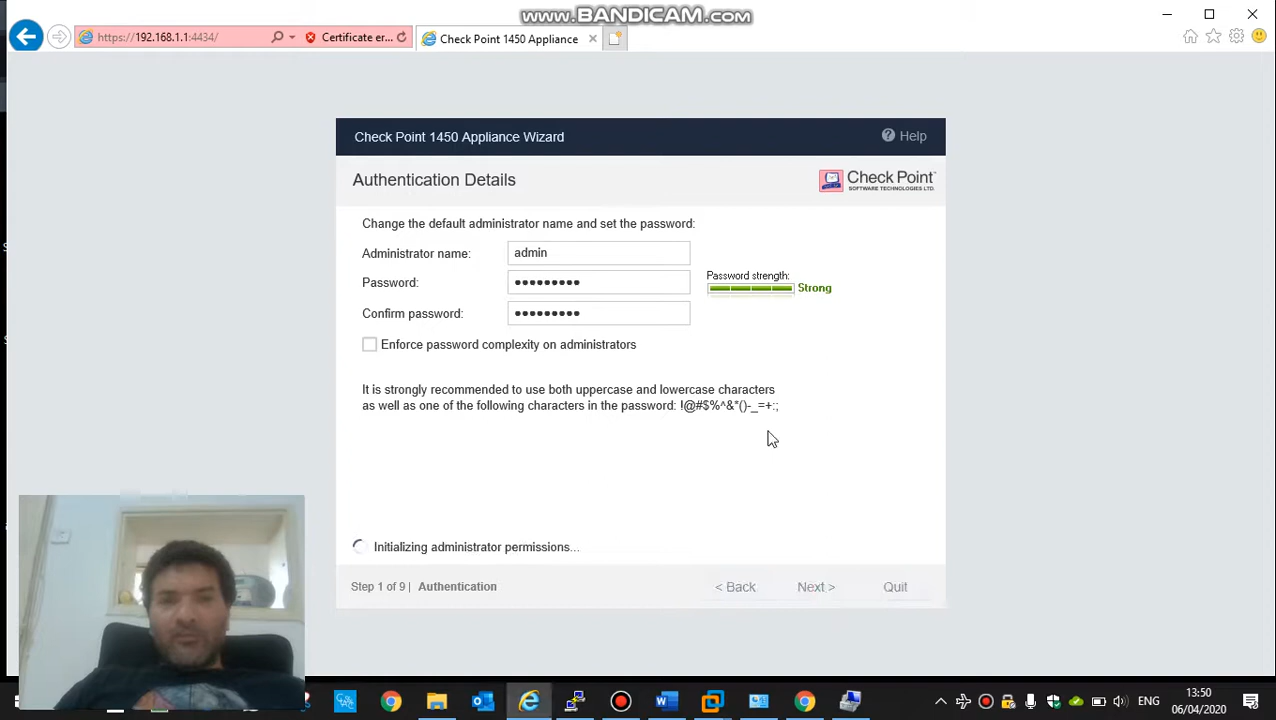 www.BANDICAM.com
https://192.168.1.1:4434/
Certificate er...
Check Point 1450 Appliance
Check Point 1450 Appliance Wizard
Help
Authentication Details
Check Point
SOFTWARE TECHNOLOGIES LTD.
Change the default administrator name and set the password:
Administrator name:
admin
Password:
•••••••••
Password strength:
Strong
Confirm password:
•••••••••
Enforce password complexity on administrators
It is strongly recommended to use both uppercase and lowercase characters
as well as one of the following characters in the password: !@#$%^&*()-_=+:;
Initializing administrator permissions...
Step 1 of 9 | Authentication
< Back
Next >
Quit
ENG
13:50
06/04/2020